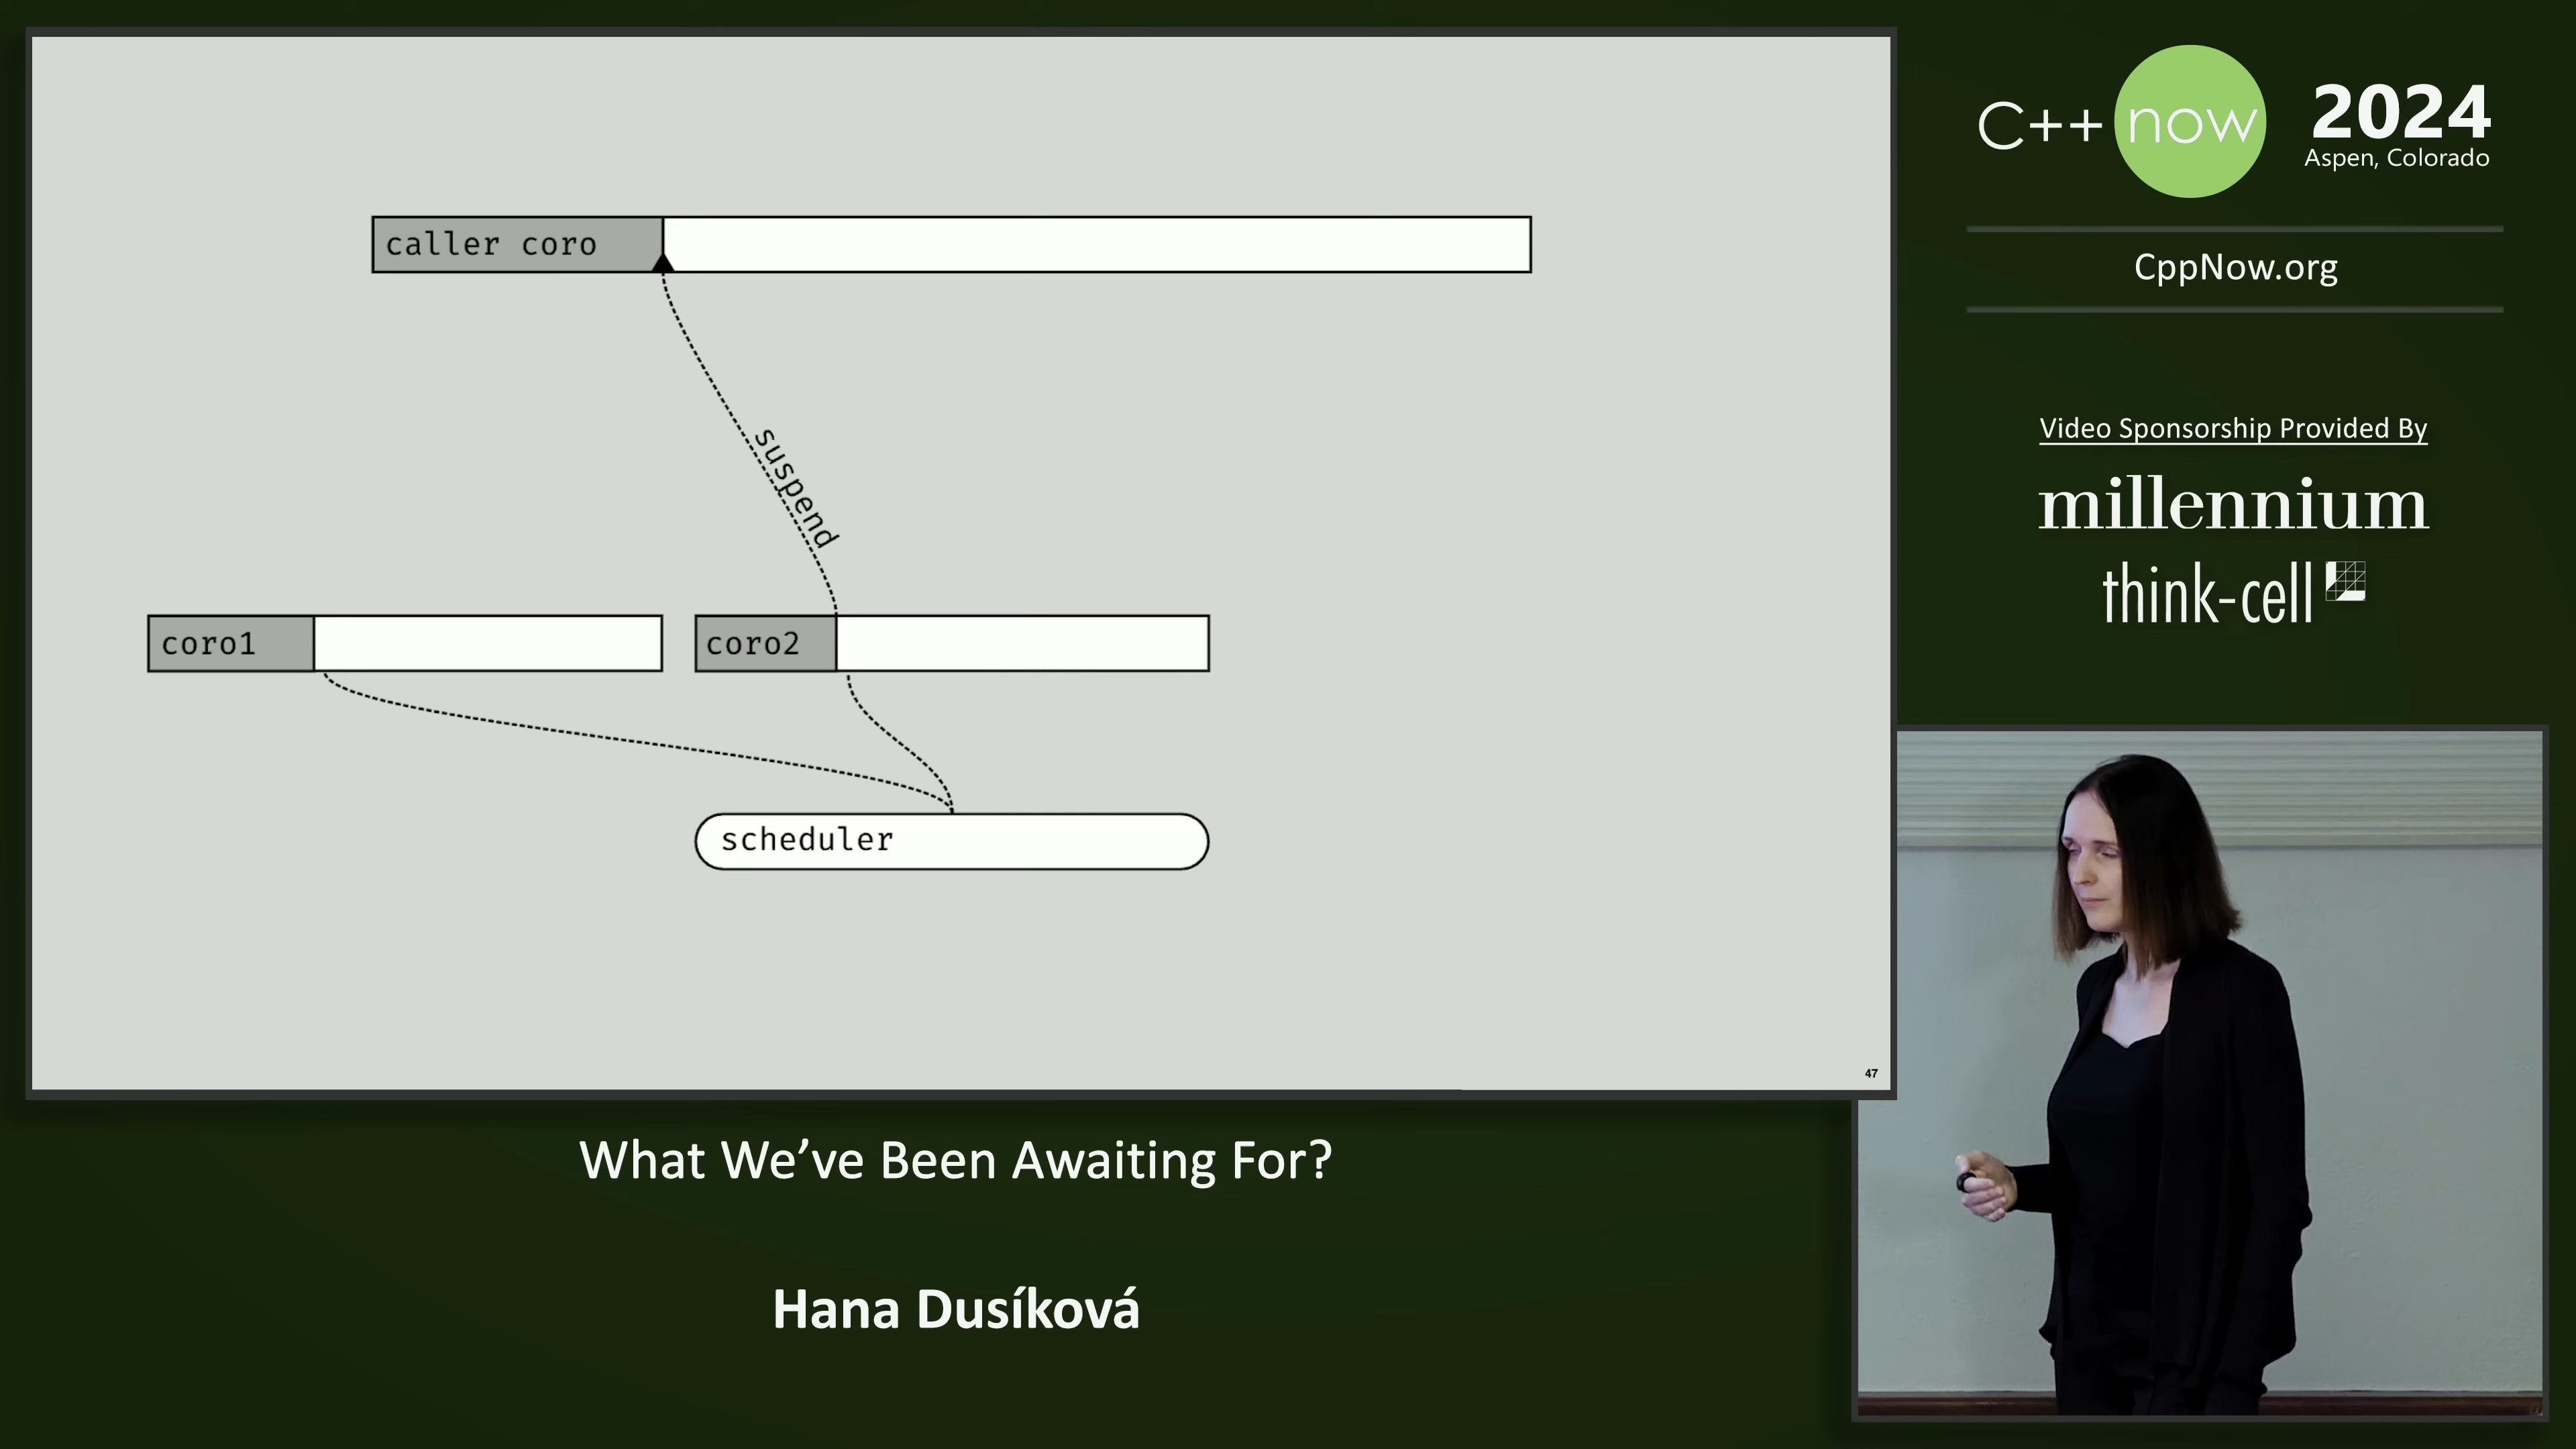 caller coro
suspend
coro1
coro2
scheduler
47
C++ now
2024
Aspen, Colorado
CppNow.org
Video Sponsorship Provided By
millennium
think-cell
What We’ve Been Awaiting For?
Hana Dusíková